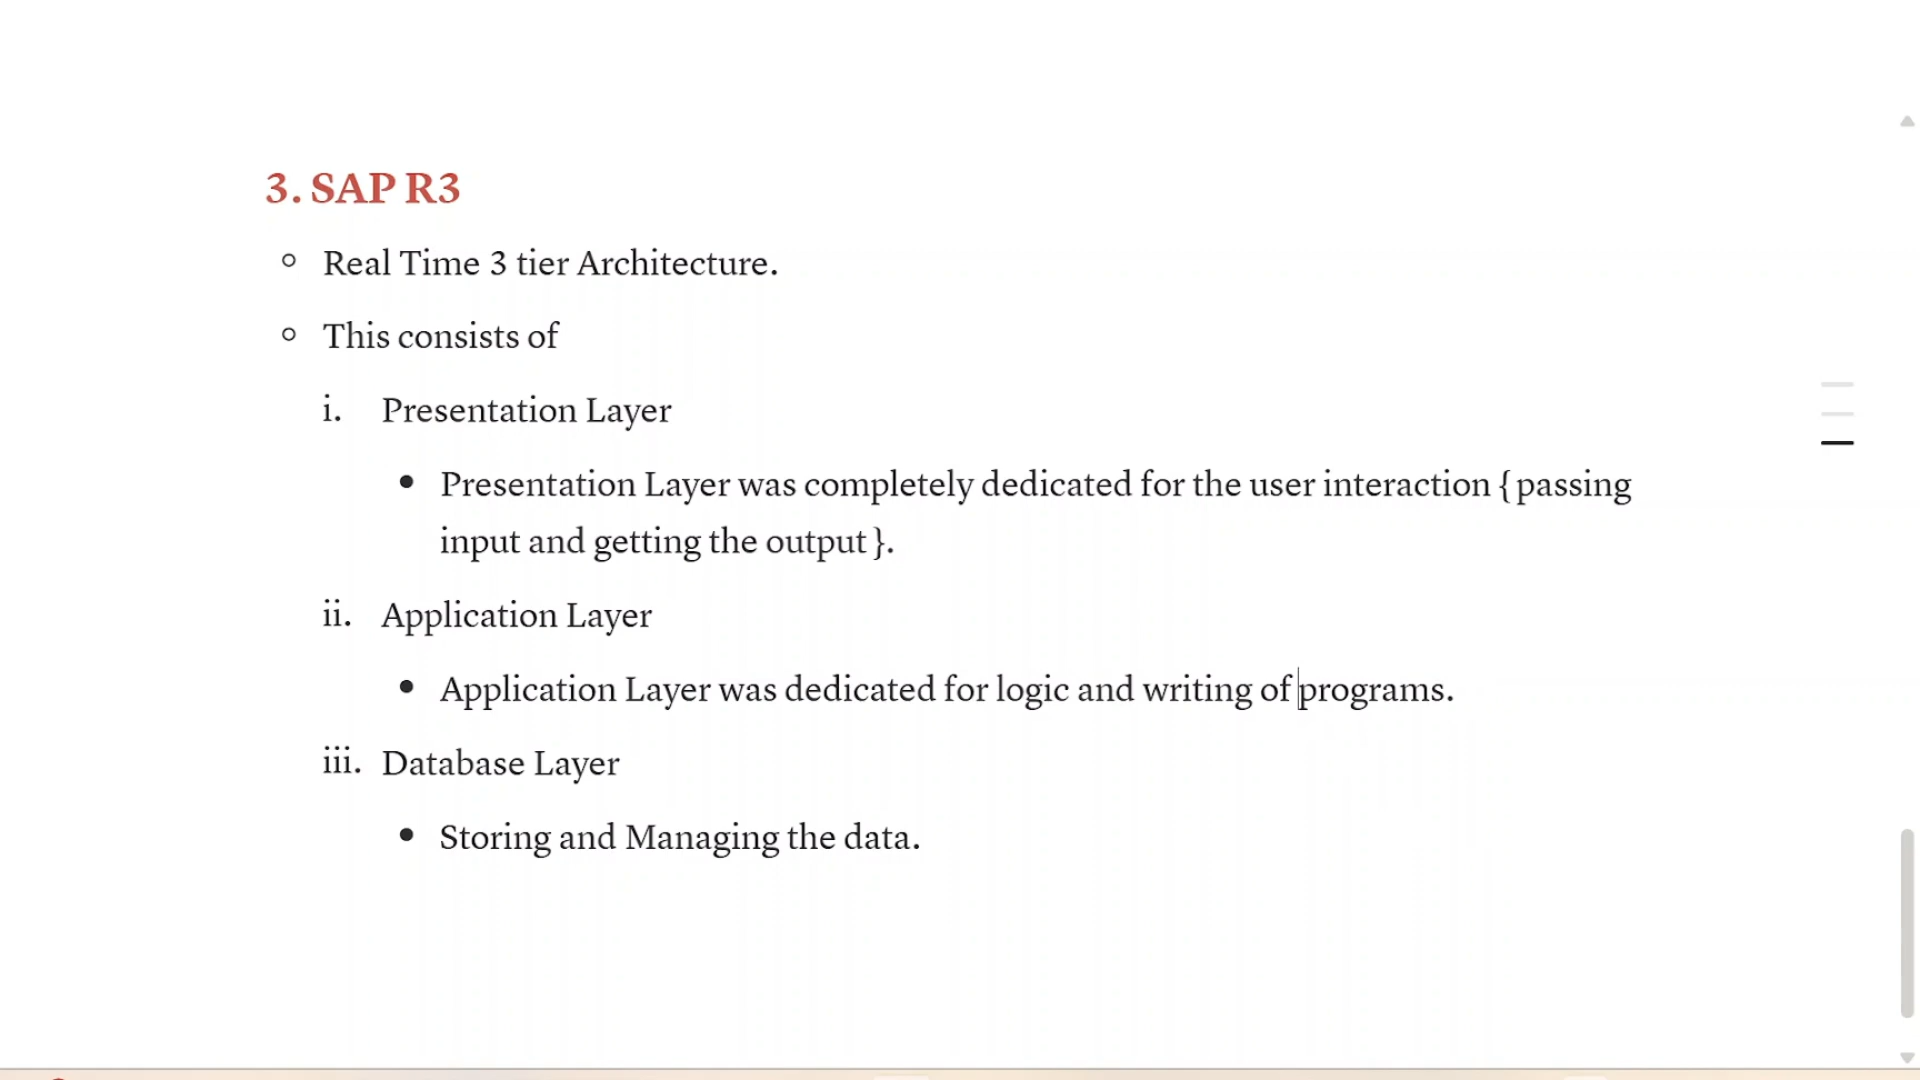 3. SAP R3
Real Time 3 tier Architecture.
This consists of
i. Presentation Layer
Presentation Layer was completely dedicated for the user interaction {passing
input and getting the output}.
ii. Application Layer
Application Layer was dedicated for logic and writing of programs.
iii. Database Layer
Storing and Managing the data.